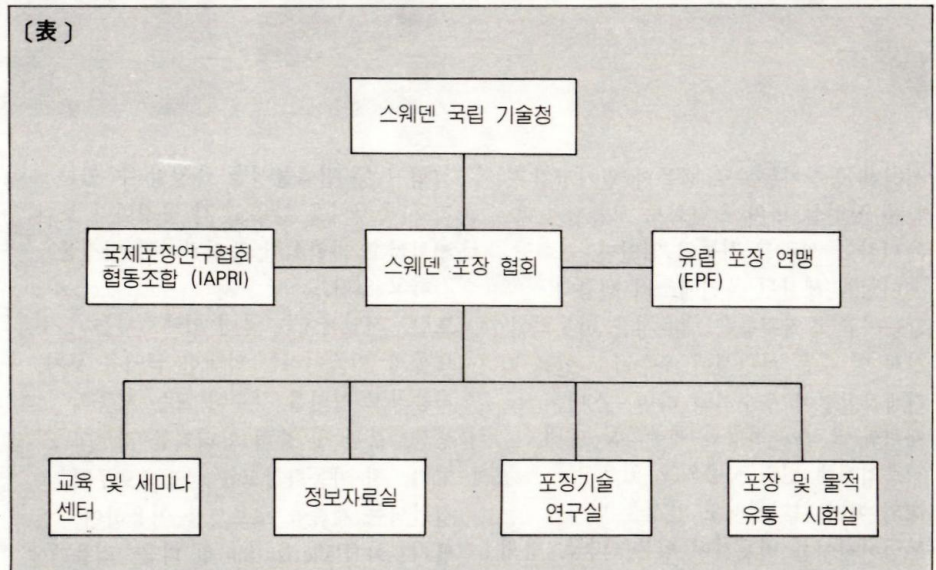 〔表〕
스웨덴 국립 기술청
국제포장연구협회
협동조합 (IAPRI)
스웨덴 포장 협회
유럽 포장 연맹
(EPF)
교육 및 세미나
센터
정보자료실
포장기술
연구실
포장 및 물적
유통 시험실